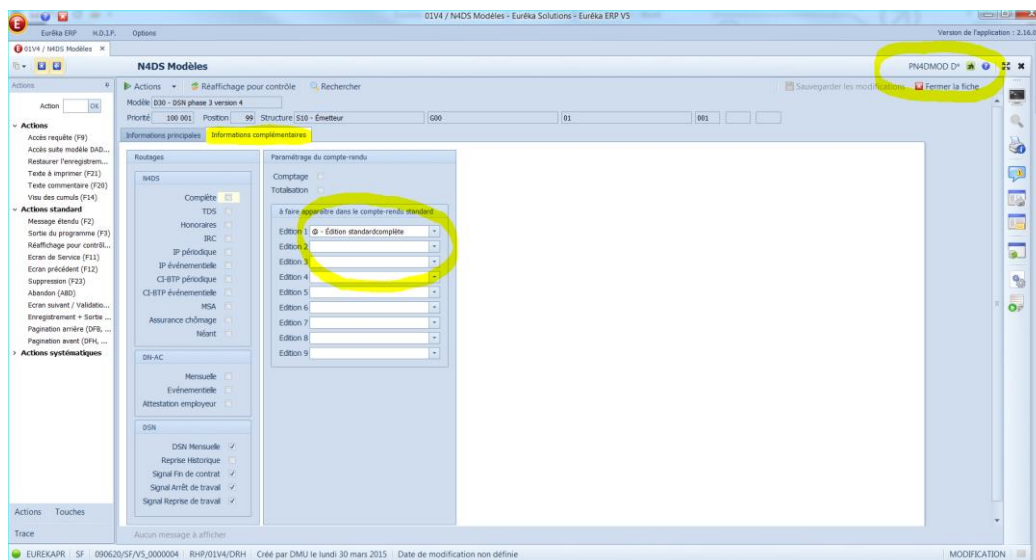 01V4 / N4DS Modèles - Eurêka Solutions - Eurêka ERP V5
Eurêka ERP H.D.I.P. Options
Version de l'application : 2.16.0
01V4 / N4DS Modèles
N4DS Modèles
PN4DMOD D*
Actions
Actions Réaffichage pour contrôle Rechercher
Sauvegarder les modifications Fermer la fiche
Action OK
Modèle D30 - DSN phase 3 version 4
Priorité 100 001 Position 99 Structure S10 - Émetteur G00 01 001
Informations principales Informations complémentaires
Actions
Accès requête (F9)
Accès suite modèle DAD...
Restaurer l'enregistrem...
Texte à imprimer (F21)
Texte commentaire (F20)
Visu des cumuls (F14)
Actions standard
Message étendu (F2)
Sortie du programme (F3)
Réaffichage pour contrôl...
Ecran de Service (F11)
Ecran précédent (F12)
Suppression (F23)
Abandon (ABD)
Ecran suivant / Validatio...
Enregistrement + Sortie ...
Pagination arrière (DFB, ...
Pagination avant (DFH, ...
Actions systématiques
Routages
N4DS
Complète
TDS
Honoraires
IRC
IP périodique
IP événementielle
CI-BTP périodique
CI-BTP événementielle
MSA
Assurance chômage
Néant
DN-AC
Mensuelle
Evénementielle
Attestation employeur
DSN
DSN Mensuelle
Reprise Historique
Signal Fin de contrat
Signal Arrêt de travail
Signal Reprise de travail
Paramétrage du compte-rendu
Comptage
Totalisation
à faire apparaître dans le compte-rendu standard
Edition 1 @ - Édition standardcomplète
Edition 2
Edition 3
Edition 4
Edition 5
Edition 6
Edition 7
Edition 8
Edition 9
Actions Touches
Trace
Aucun message à afficher
EUREKAPR SF 090620/SF/V5_0000004 RHP/01V4/DRH Créé par DMU le lundi 30 mars 2015 Date de modification non définie MODIFICATION